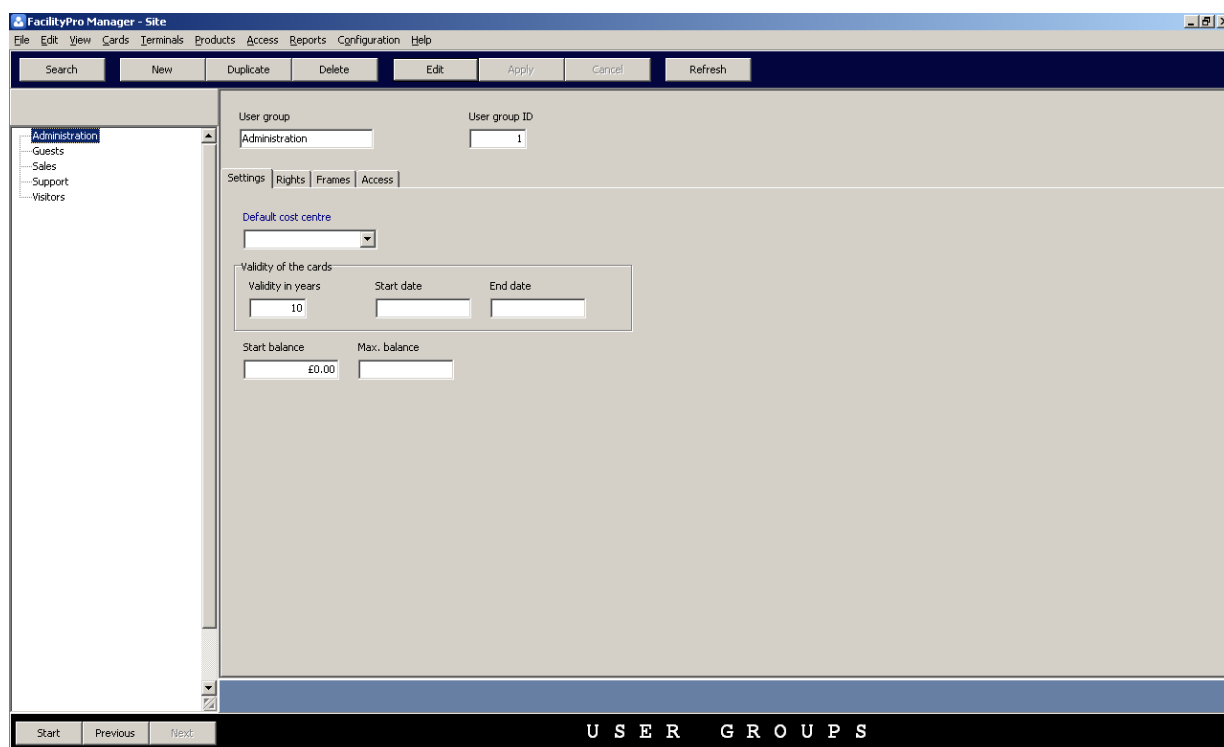 FacilityPro Manager - Site
File Edit View Cards Terminals Products Access Reports Configuration Help
Search New Duplicate Delete Edit Apply Cancel Refresh
Administration
Guests
Sales
Support
Visitors
User group User group ID
Administration 1
Settings Rights Frames Access
Default cost centre
Validity of the cards
Validity in years Start date End date
10
Start balance Max. balance
£0.00
Start Previous Next
USER GROUPS